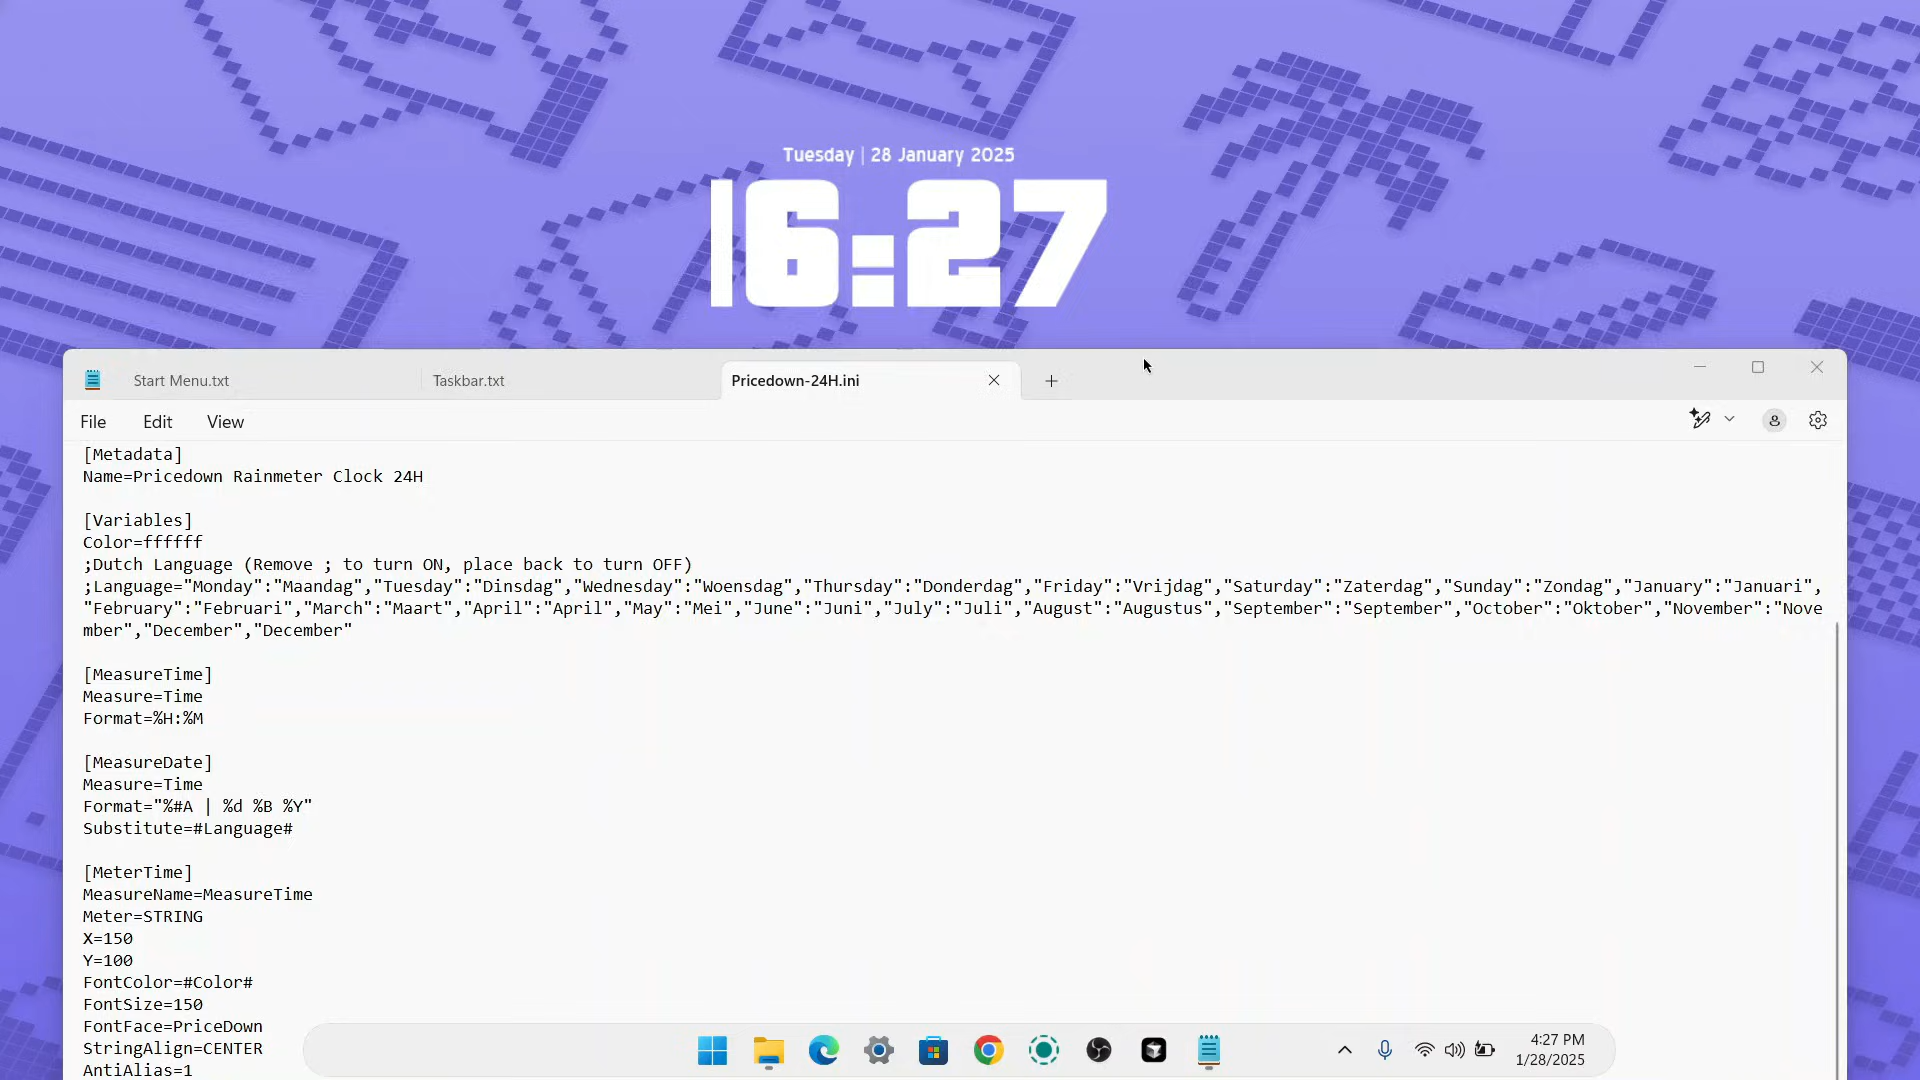 Tuesday | 28 January 2025
16:27
Start Menu.txt
Taskbar.txt
Pricedown-24H.ini
File Edit View
[Metadata]
Name=Pricedown Rainmeter Clock 24H
[Variables]
Color=ffffff
;Dutch Language (Remove ; to turn ON, place back to turn OFF)
;Language="Monday":"Maandag","Tuesday":"Dinsdag","Wednesday":"Woensdag","Thursday":"Donderdag","Friday":"Vrijdag","Saturday":"Zaterdag","Sunday":"Zondag","January":"Januari",
"February":"Februari","March":"Maart","April":"April","May":"Mei","June":"Juni","July":"Juli","August":"Augustus","September":"September","October":"Oktober","November":"Nove
mber","December","December"
[MeasureTime]
Measure=Time
Format=%H:%M
[MeasureDate]
Measure=Time
Format="%#A | %d %B %Y"
Substitute=#Language#
[MeterTime]
MeasureName=MeasureTime
Meter=STRING
X=150
Y=100
FontColor=#Color#
FontSize=150
FontFace=PriceDown
StringAlign=CENTER
AntiAlias=1
4:27 PM
1/28/2025